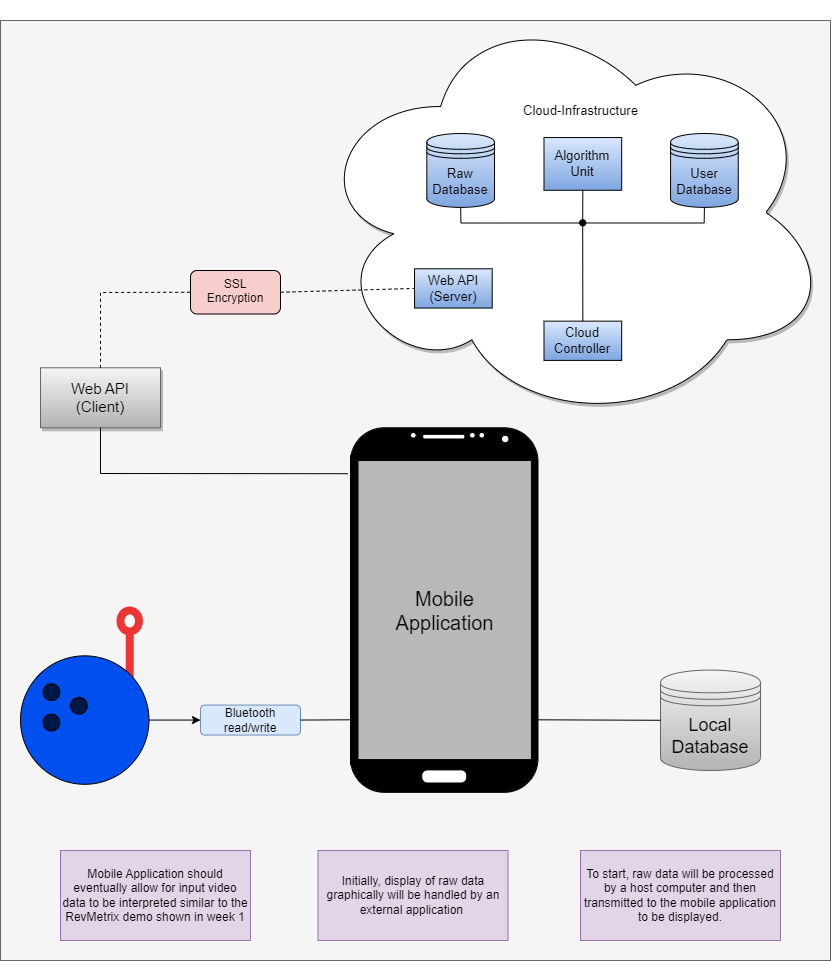 Cloud-Infrastructure
Raw
Database
Algorithm
Unit
User
Database
SSL
Encryption
Web API
(Server)
Cloud
Controller
Web API
(Client)
Mobile
Application
Bluetooth
read/write
Local
Database
Mobile Application should
eventually allow for input video
data to be interpreted similar to the
RevMetrix demo shown in week 1
Initially, display of raw data
graphically will be handled by an
external application
To start, raw data will be processed
by a host computer and then
transmitted to the mobile application
to be displayed.